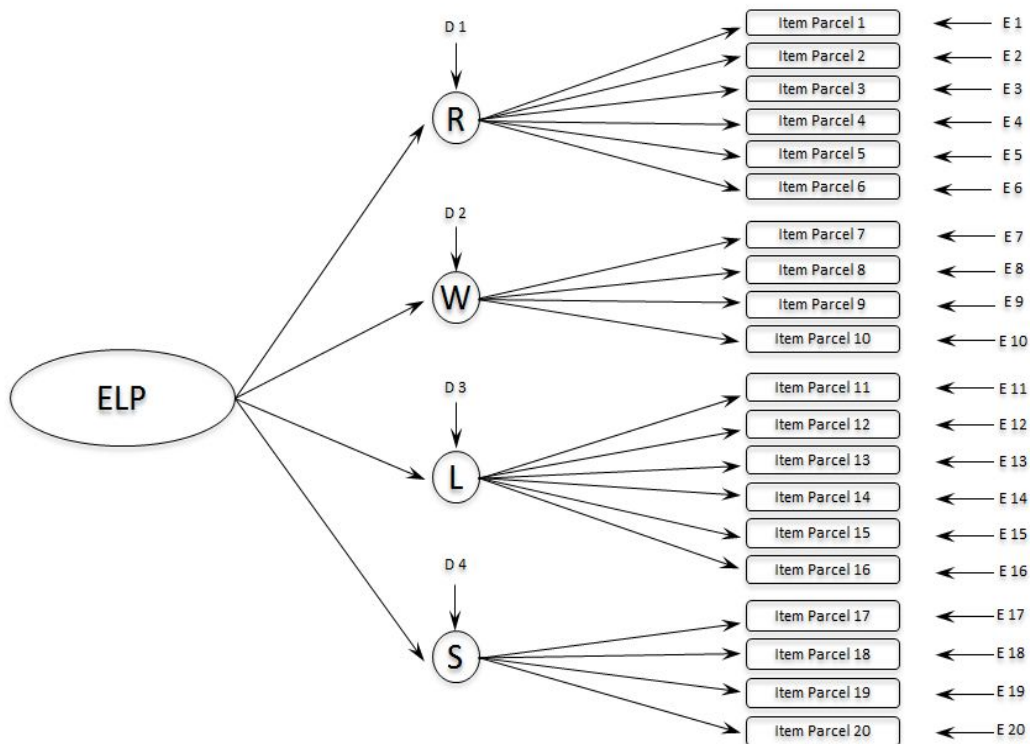 D 1
R
Item Parcel 1
E 1
Item Parcel 2
E 2
Item Parcel 3
E 3
Item Parcel 4
E 4
Item Parcel 5
E 5
Item Parcel 6
E 6
D 2
W
Item Parcel 7
E 7
Item Parcel 8
E 8
Item Parcel 9
E 9
Item Parcel 10
E 10
ELP
D 3
L
Item Parcel 11
E 11
Item Parcel 12
E 12
Item Parcel 13
E 13
Item Parcel 14
E 14
Item Parcel 15
E 15
Item Parcel 16
E 16
D 4
S
Item Parcel 17
E 17
Item Parcel 18
E 18
Item Parcel 19
E 19
Item Parcel 20
E 20